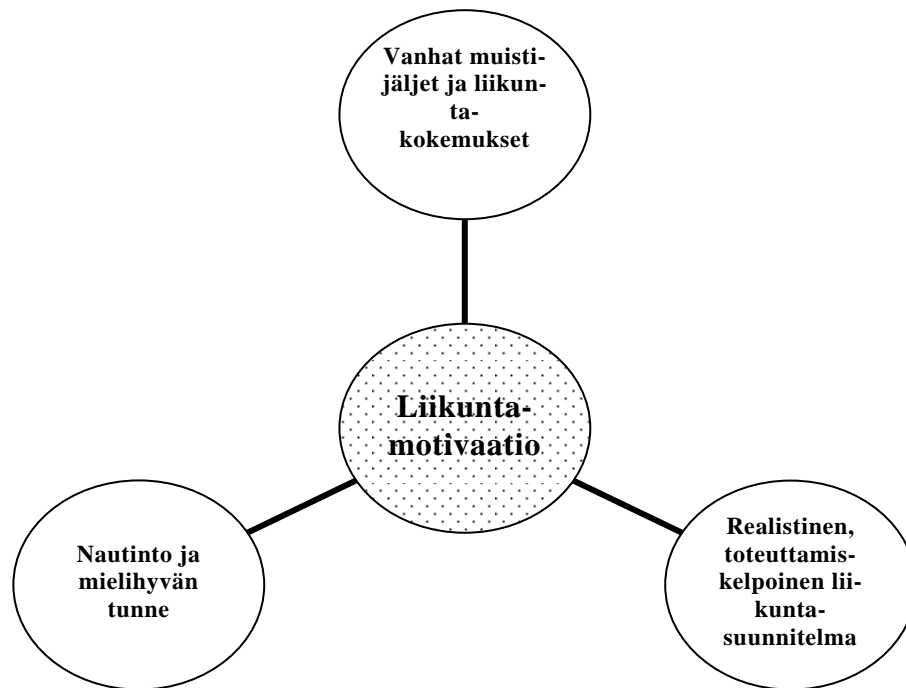 Vanhat muisti-
jäljet ja liikun-
ta-
kokemukset
Liikunta-
motivaatio
Nautinto ja
mielihyvän
tunne
Realistinen,
toteuttamis-
kelpoinen lii-
kunta-
suunnitelma